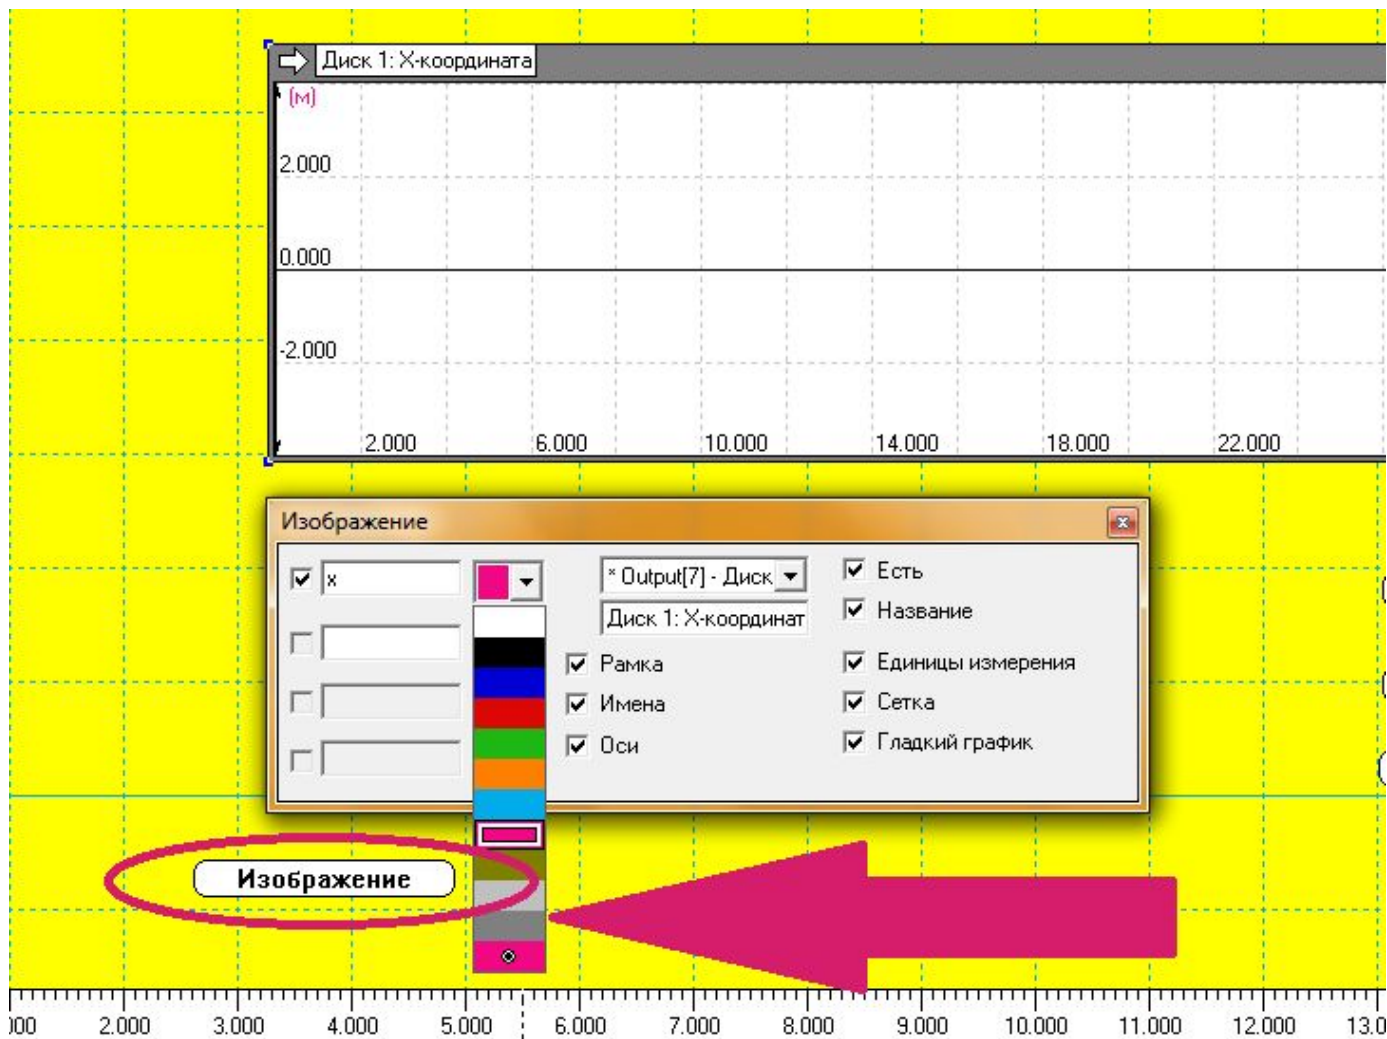 Диск 1: X-координата
(м)
2.000
0.000
-2.000
2.000 6.000 10.000 14.000 18.000 22.000
Изображение
x
* Output[7] - Диск
Диск 1: X-координат
Рамка
Имена
Оси
Есть
Название
Единицы измерения
Сетка
Гладкий график
Изображение
2.000 3.000 4.000 5.000 6.000 7.000 8.000 9.000 10.000 11.000 12.000 13.0